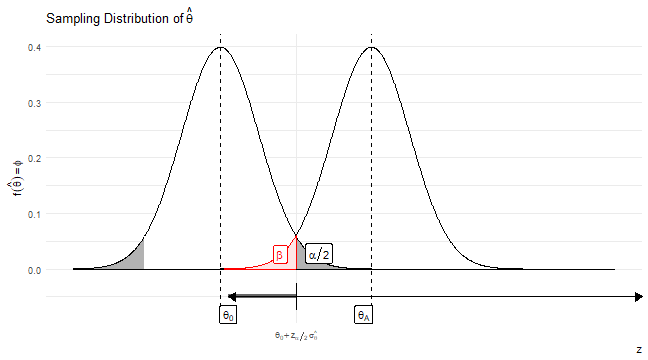 Sampling Distribution of θ̂
0.4
0.3
0.2
0.1
0.0
f(θ̂) = ϕ
β
α/2
θ₀
θ_A
θ₀ + z_α/2 σ_θ̂
z